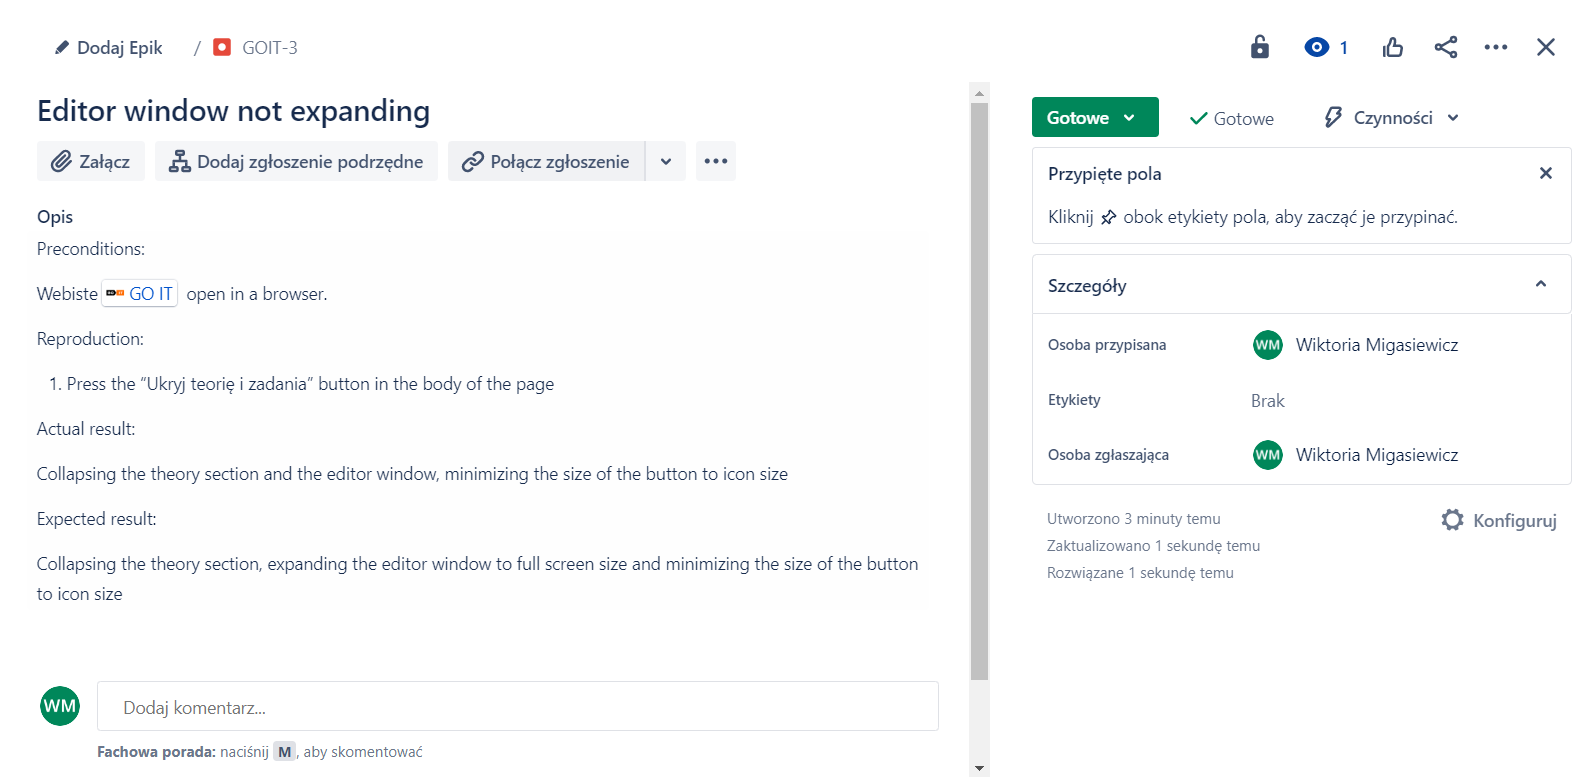 Dodaj Epik / GOIT-3
1
Editor window not expanding
Załącz Dodaj zgłoszenie podrzędne Połącz zgłoszenie
Opis
Preconditions:
Webiste GO IT open in a browser.
Reproduction:
1. Press the “Ukryj teorię i zadania” button in the body of the page
Actual result:
Collapsing the theory section and the editor window, minimizing the size of the button to icon size
Expected result:
Collapsing the theory section, expanding the editor window to full screen size and minimizing the size of the button
to icon size
WM Dodaj komentarz...
Fachowa porada: naciśnij M, aby skomentować
Gotowe Gotowe Czynności
Przypięte pola
Kliknij obok etykiety pola, aby zacząć je przypinać.
Szczegóły
Osoba przypisana WM Wiktoria Migasiewicz
Etykiety Brak
Osoba zgłaszająca WM Wiktoria Migasiewicz
Utworzono 3 minuty temu Konfiguruj
Zaktualizowano 1 sekundę temu
Rozwiązane 1 sekundę temu